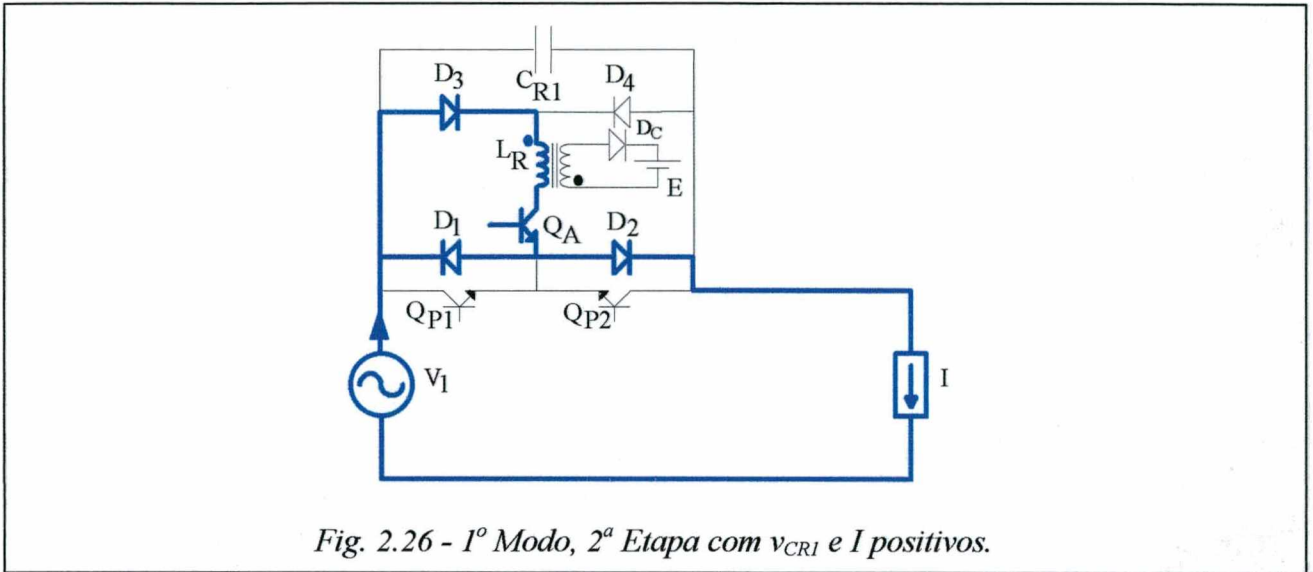 D3
CR1
D4
DC
LR
E
D1
QA
D2
QP1
QP2
V1
I
Fig. 2.26 - 1º Modo, 2ª Etapa com vCR1 e I positivos.